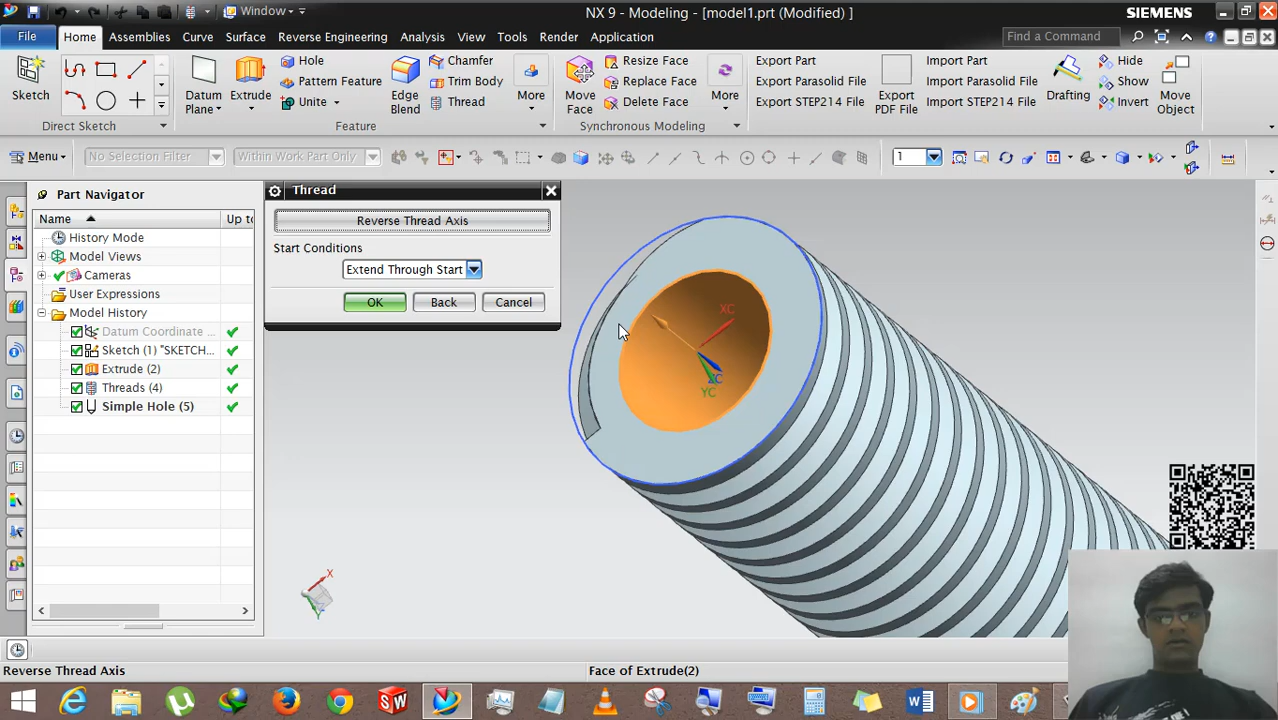 Window
NX 9 - Modeling - [model1.prt (Modified) ]
SIEMENS
File
Home
Assemblies
Curve
Surface
Reverse Engineering
Analysis
View
Tools
Render
Application
Find a Command
Sketch
Direct Sketch
Datum
Plane
Extrude
Hole
Pattern Feature
Unite
Edge
Blend
Chamfer
Trim Body
Thread
More
Feature
Move
Face
Resize Face
Replace Face
Delete Face
More
Synchronous Modeling
Export Part
Export Parasolid File
Export STEP214 File
Export
PDF File
Import Part
Import Parasolid File
Import STEP214 File
Drafting
Hide
Show
Invert
Move
Object
Menu
No Selection Filter
Within Work Part Only
1
Part Navigator
Name
Up to
History Mode
Model Views
Cameras
User Expressions
Model History
Datum Coordinate ...
Sketch (1) "SKETCH...
Extrude (2)
Threads (4)
Simple Hole (5)
Thread
Reverse Thread Axis
Start Conditions
Extend Through Start
OK
Back
Cancel
XC
ZC
YC
X
Y
Reverse Thread Axis
Face of Extrude(2)